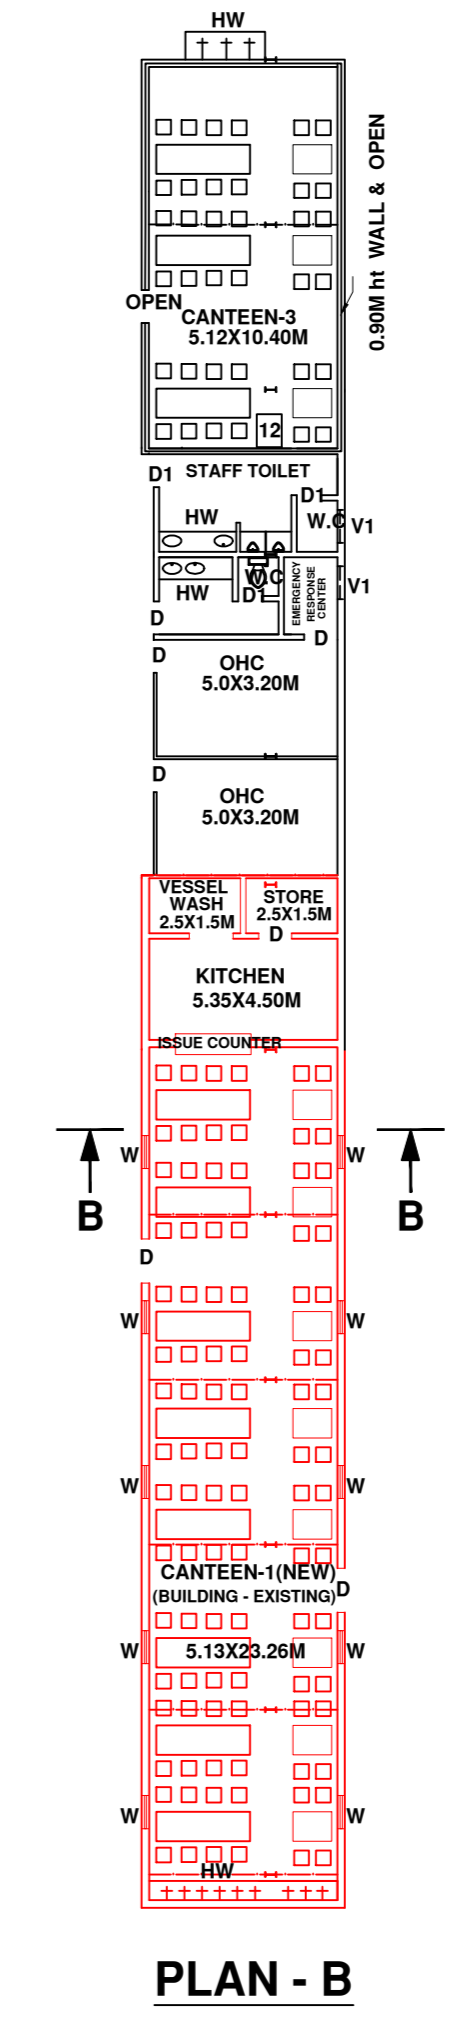 HW
0.90M ht WALL & OPEN
OPEN
CANTEEN-3
5.12X10.40M
12
D1
STAFF TOILET
D1
HW
W.C
V1
HW
W.C
D1
EMERGENCY
RESPONSE
CENTER
V1
D
D
D
OHC
5.0X3.20M
D
OHC
5.0X3.20M
VESSEL
WASH
2.5X1.5M
STORE
2.5X1.5M
D
KITCHEN
5.35X4.50M
ISSUE COUNTER
W W
B B
D
W W
W W
CANTEEN-1(NEW)
(BUILDING - EXISTING)
D
W 5.13X23.26M W
W W
HW
PLAN - B